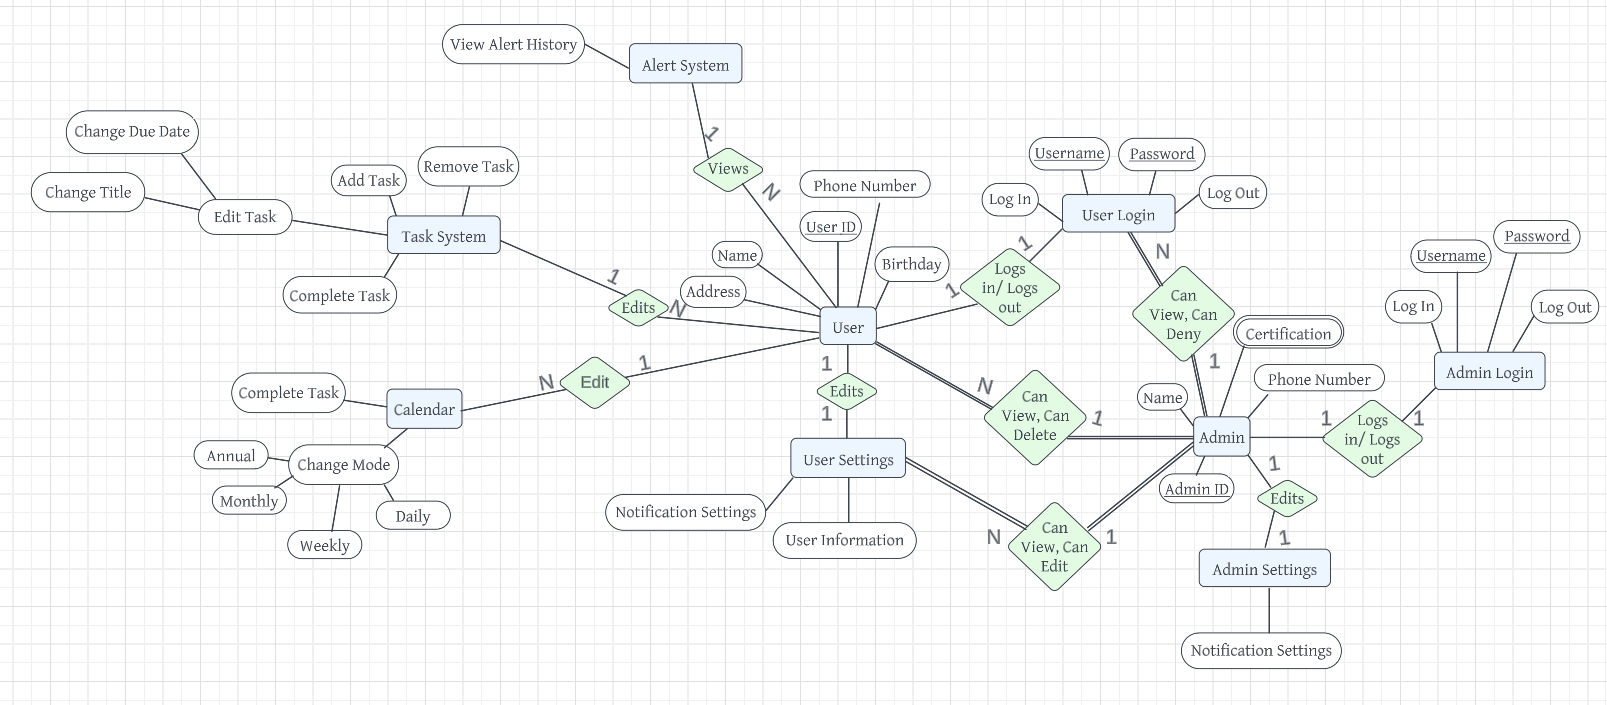 View Alert History
Alert System
1
Views
N
Change Due Date
Change Title
Edit Task
Add Task
Remove Task
Task System
Complete Task
1
Edits
N
Phone Number
User ID
Name
Birthday
Address
User
Username
Password
Log In
Log Out
User Login
1
Logs
in/ Logs
out
1
N
Can
View, Can
Deny
1
Username
Password
Log In
Log Out
Admin Login
Certification
Phone Number
Name
Admin
Admin ID
1
Logs
in/ Logs
out
1
N
Can
View, Can
Delete
1
1
Edit
N
Complete Task
Calendar
Change Mode
Annual
Monthly
Weekly
Daily
1
Edits
1
User Settings
Notification Settings
User Information
N
Can
View, Can
Edit
1
1
Edits
1
Admin Settings
Notification Settings